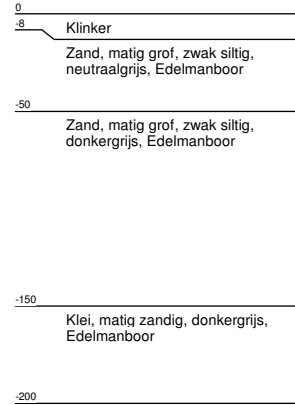 0
-8
Klinker
Zand, matig grof, zwak siltig,
neutraalgrijs, Edelmanboor
-50
Zand, matig grof, zwak siltig,
donkergrijs, Edelmanboor
-150
Klei, matig zandig, donkergrijs,
Edelmanboor
-200